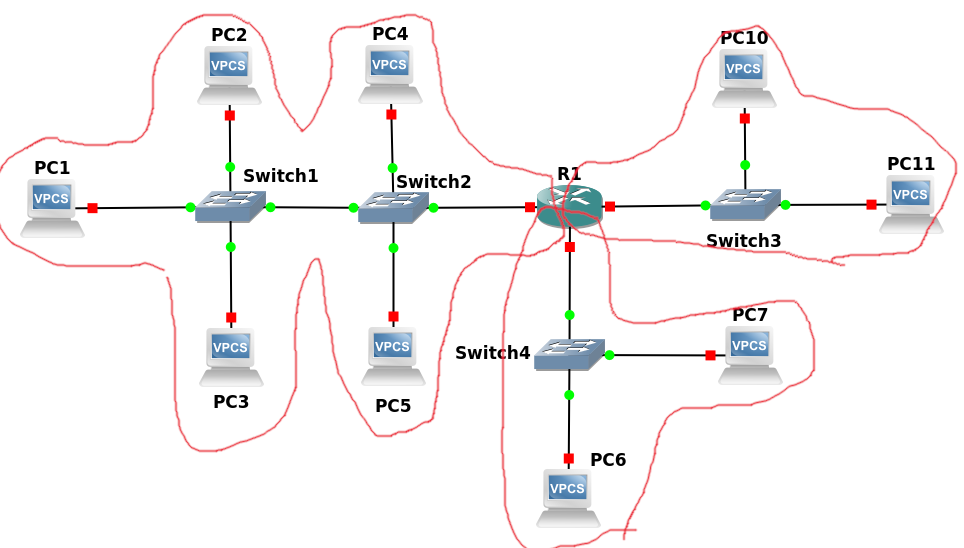 PC2
VPCS
PC4
VPCS
PC10
VPCS
PC1
VPCS
Switch1
Switch2
R1
PC11
VPCS
Switch3
PC3
VPCS
PC5
VPCS
Switch4
PC7
VPCS
PC6
VPCS